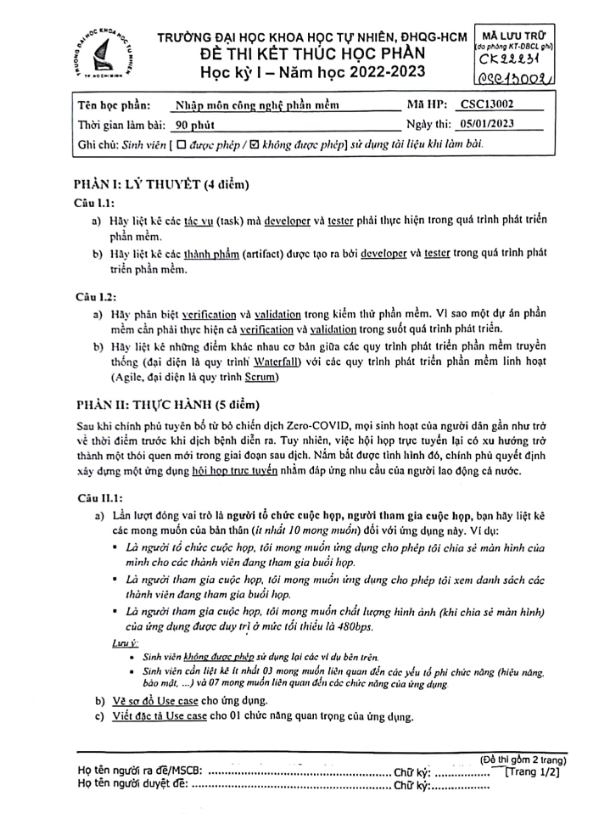 TRƯỜNG ĐẠI HỌC KHOA HỌC TỰ NHIÊN, ĐHQG-HCM
ĐỀ THI KẾT THÚC HỌC PHẦN
Học kỳ I – Năm học 2022-2023
MÃ LƯU TRỮ
(do phòng KT-ĐBCL ghi)
CK22231
CSC13002
TRƯỜNG ĐẠI HỌC KHOA HỌC TỰ NHIÊN
TP. HỒ CHÍ MINH
Tên học phần: Nhập môn công nghệ phần mềm Mã HP: CSC13002
Thời gian làm bài: 90 phút Ngày thi: 05/01/2023
Ghi chú: Sinh viên [ ☐ được phép / ☑ không được phép] sử dụng tài liệu khi làm bài.
PHẦN I: LÝ THUYẾT (4 điểm)
Câu I.1:
a) Hãy liệt kê các tác vụ (task) mà developer và tester phải thực hiện trong quá trình phát triển
phần mềm.
b) Hãy liệt kê các thành phẩm (artifact) được tạo ra bởi developer và tester trong quá trình phát
triển phần mềm.
Câu I.2:
a) Hãy phân biệt verification và validation trong kiểm thử phần mềm. Vì sao một dự án phần
mềm cần phải thực hiện cả verification và validation trong suốt quá trình phát triển.
b) Hãy liệt kê những điểm khác nhau cơ bản giữa các quy trình phát triển phần mềm truyền
thống (đại diện là quy trình Waterfall) với các quy trình phát triển phần mềm linh hoạt
(Agile, đại diện là quy trình Scrum)
PHẦN II: THỰC HÀNH (5 điểm)
Sau khi chính phủ tuyên bố từ bỏ chiến dịch Zero-COVID, mọi sinh hoạt của người dân gần như trở
về thời điểm trước khi dịch bệnh diễn ra. Tuy nhiên, việc hội họp trực tuyến lại có xu hướng trở
thành một thói quen mới trong giai đoạn sau dịch. Nắm bắt được tình hình đó, chính phủ quyết định
xây dựng một ứng dụng hội họp trực tuyến nhằm đáp ứng nhu cầu của người lao động cả nước.
Câu II.1:
a) Lần lượt đóng vai trò là người tổ chức cuộc họp, người tham gia cuộc họp, bạn hãy liệt kê
các mong muốn của bản thân (ít nhất 10 mong muốn) đối với ứng dụng này. Ví dụ:
▪ Là người tổ chức cuộc họp, tôi mong muốn ứng dụng cho phép tôi chia sẻ màn hình của
mình cho các thành viên đang tham gia buổi họp.
▪ Là người tham gia cuộc họp, tôi mong muốn ứng dụng cho phép tôi xem danh sách các
thành viên đang tham gia buổi họp.
▪ Là người tham gia cuộc họp, tôi mong muốn chất lượng hình ảnh (khi chia sẻ màn hình)
của ứng dụng được duy trì ở mức tối thiểu là 480bps.
Lưu ý:
• Sinh viên không được phép sử dụng lại các ví dụ bên trên.
• Sinh viên cần liệt kê ít nhất 03 mong muốn liên quan đến các yếu tố phi chức năng (hiệu năng,
bảo mật, ...) và 07 mong muốn liên quan đến các chức năng của ứng dụng.
b) Vẽ sơ đồ Use case cho ứng dụng.
c) Viết đặc tả Use case cho 01 chức năng quan trọng của ứng dụng.
(Đề thi gồm 2 trang)
Họ tên người ra đề/MSCB: ............................................ Chữ ký: ................ [Trang 1/2]
Họ tên người duyệt đề: ............................................... Chữ ký:................